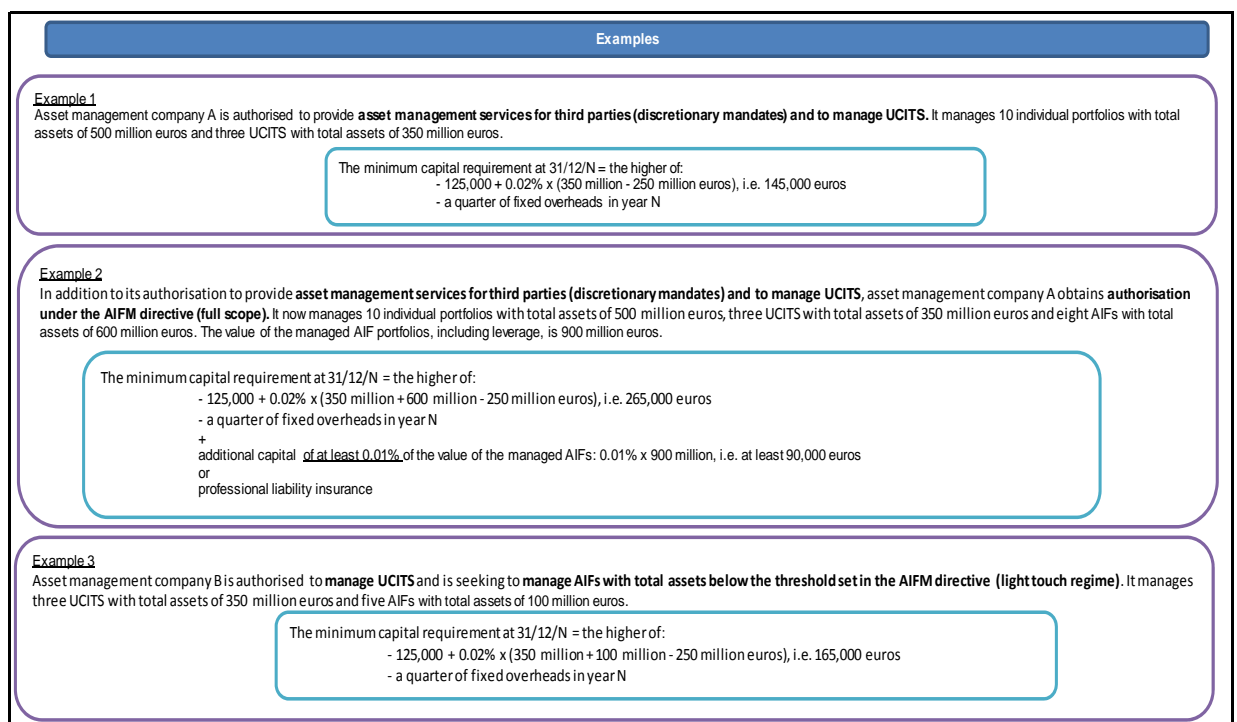 Examples
Example 1
Asset management company A is authorised to provide asset management services for third parties (discretionary mandates) and to manage UCITS. It manages 10 individual portfolios with total
assets of 500 million euros and three UCITS with total assets of 350 million euros.
The minimum capital requirement at 31/12/N = the higher of:
- 125,000 + 0.02% x (350 million - 250 million euros), i.e. 145,000 euros
- a quarter of fixed overheads in year N
Example 2
In addition to its authorisation to provide asset management services for third parties (discretionary mandates) and to manage UCITS, asset management company A obtains authorisation
under the AIFM directive (full scope). It now manages 10 individual portfolios with total assets of 500 million euros, three UCITS with total assets of 350 million euros and eight AIFs with total
assets of 600 million euros. The value of the managed AIF portfolios, including leverage, is 900 million euros.
The minimum capital requirement at 31/12/N = the higher of:
- 125,000 + 0.02% x (350 million + 600 million - 250 million euros), i.e. 265,000 euros
- a quarter of fixed overheads in year N
+
additional capital of at least 0.01% of the value of the managed AIFs: 0.01% x 900 million, i.e. at least 90,000 euros
or
professional liability insurance
Example 3
Asset management company B is authorised to manage UCITS and is seeking to manage AIFs with total assets below the threshold set in the AIFM directive (light touch regime). It manages
three UCITS with total assets of 350 million euros and five AIFs with total assets of 100 million euros.
The minimum capital requirement at 31/12/N = the higher of:
- 125,000 + 0.02% x (350 million + 100 million - 250 million euros), i.e. 165,000 euros
- a quarter of fixed overheads in year N